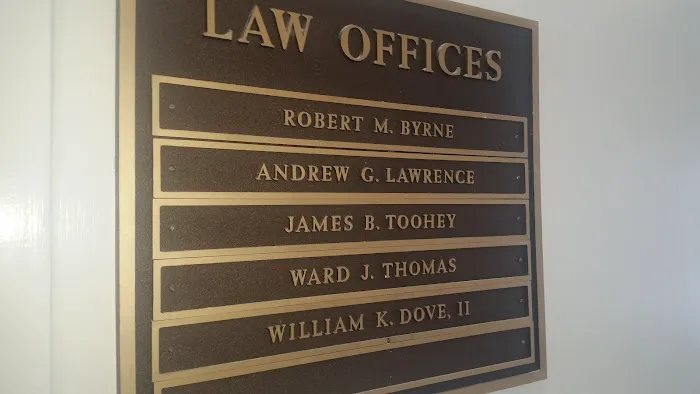 LAW OFFICES
ROBERT M. BYRNE
ANDREW G. LAWRENCE
JAMES B. TOOHEY
WARD J. THOMAS
WILLIAM K. DOVE, II